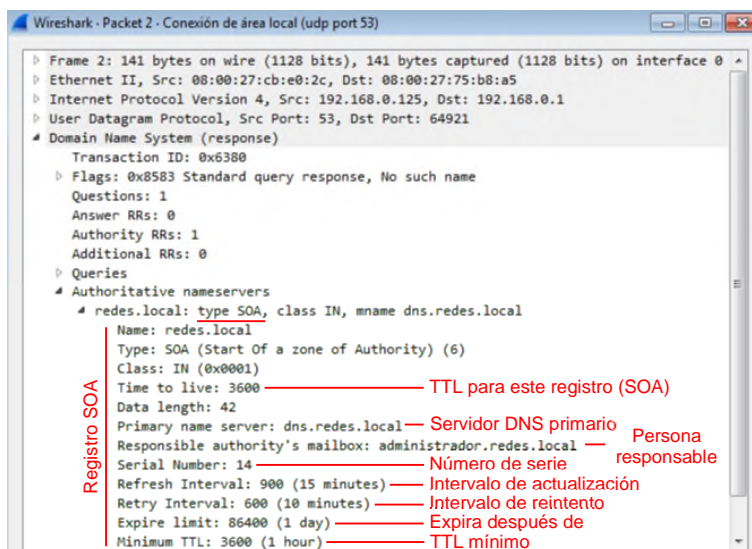 Wireshark · Packet 2 · Conexión de área local (udp port 53)
Frame 2: 141 bytes on wire (1128 bits), 141 bytes captured (1128 bits) on interface 0
Ethernet II, Src: 08:00:27:cb:e0:2c, Dst: 08:00:27:75:b8:a5
Internet Protocol Version 4, Src: 192.168.0.125, Dst: 192.168.0.1
User Datagram Protocol, Src Port: 53, Dst Port: 64921
Domain Name System (response)
Transaction ID: 0x6380
Flags: 0x8583 Standard query response, No such name
Questions: 1
Answer RRs: 0
Authority RRs: 1
Additional RRs: 0
Queries
Authoritative nameservers
redes.local: type SOA, class IN, mname dns.redes.local
Name: redes.local
Type: SOA (Start Of a zone of Authority) (6)
Class: IN (0x0001)
Time to live: 3600 TTL para este registro (SOA)
Data length: 42
Primary name server: dns.redes.local Servidor DNS primario
Responsible authority's mailbox: administrador.redes.local Persona responsable
Serial Number: 14 Número de serie
Refresh Interval: 900 (15 minutes) Intervalo de actualización
Retry Interval: 600 (10 minutes) Intervalo de reintento
Expire limit: 86400 (1 day) Expira después de
Minimum TTL: 3600 (1 hour) TTL mínimo
Registro SOA